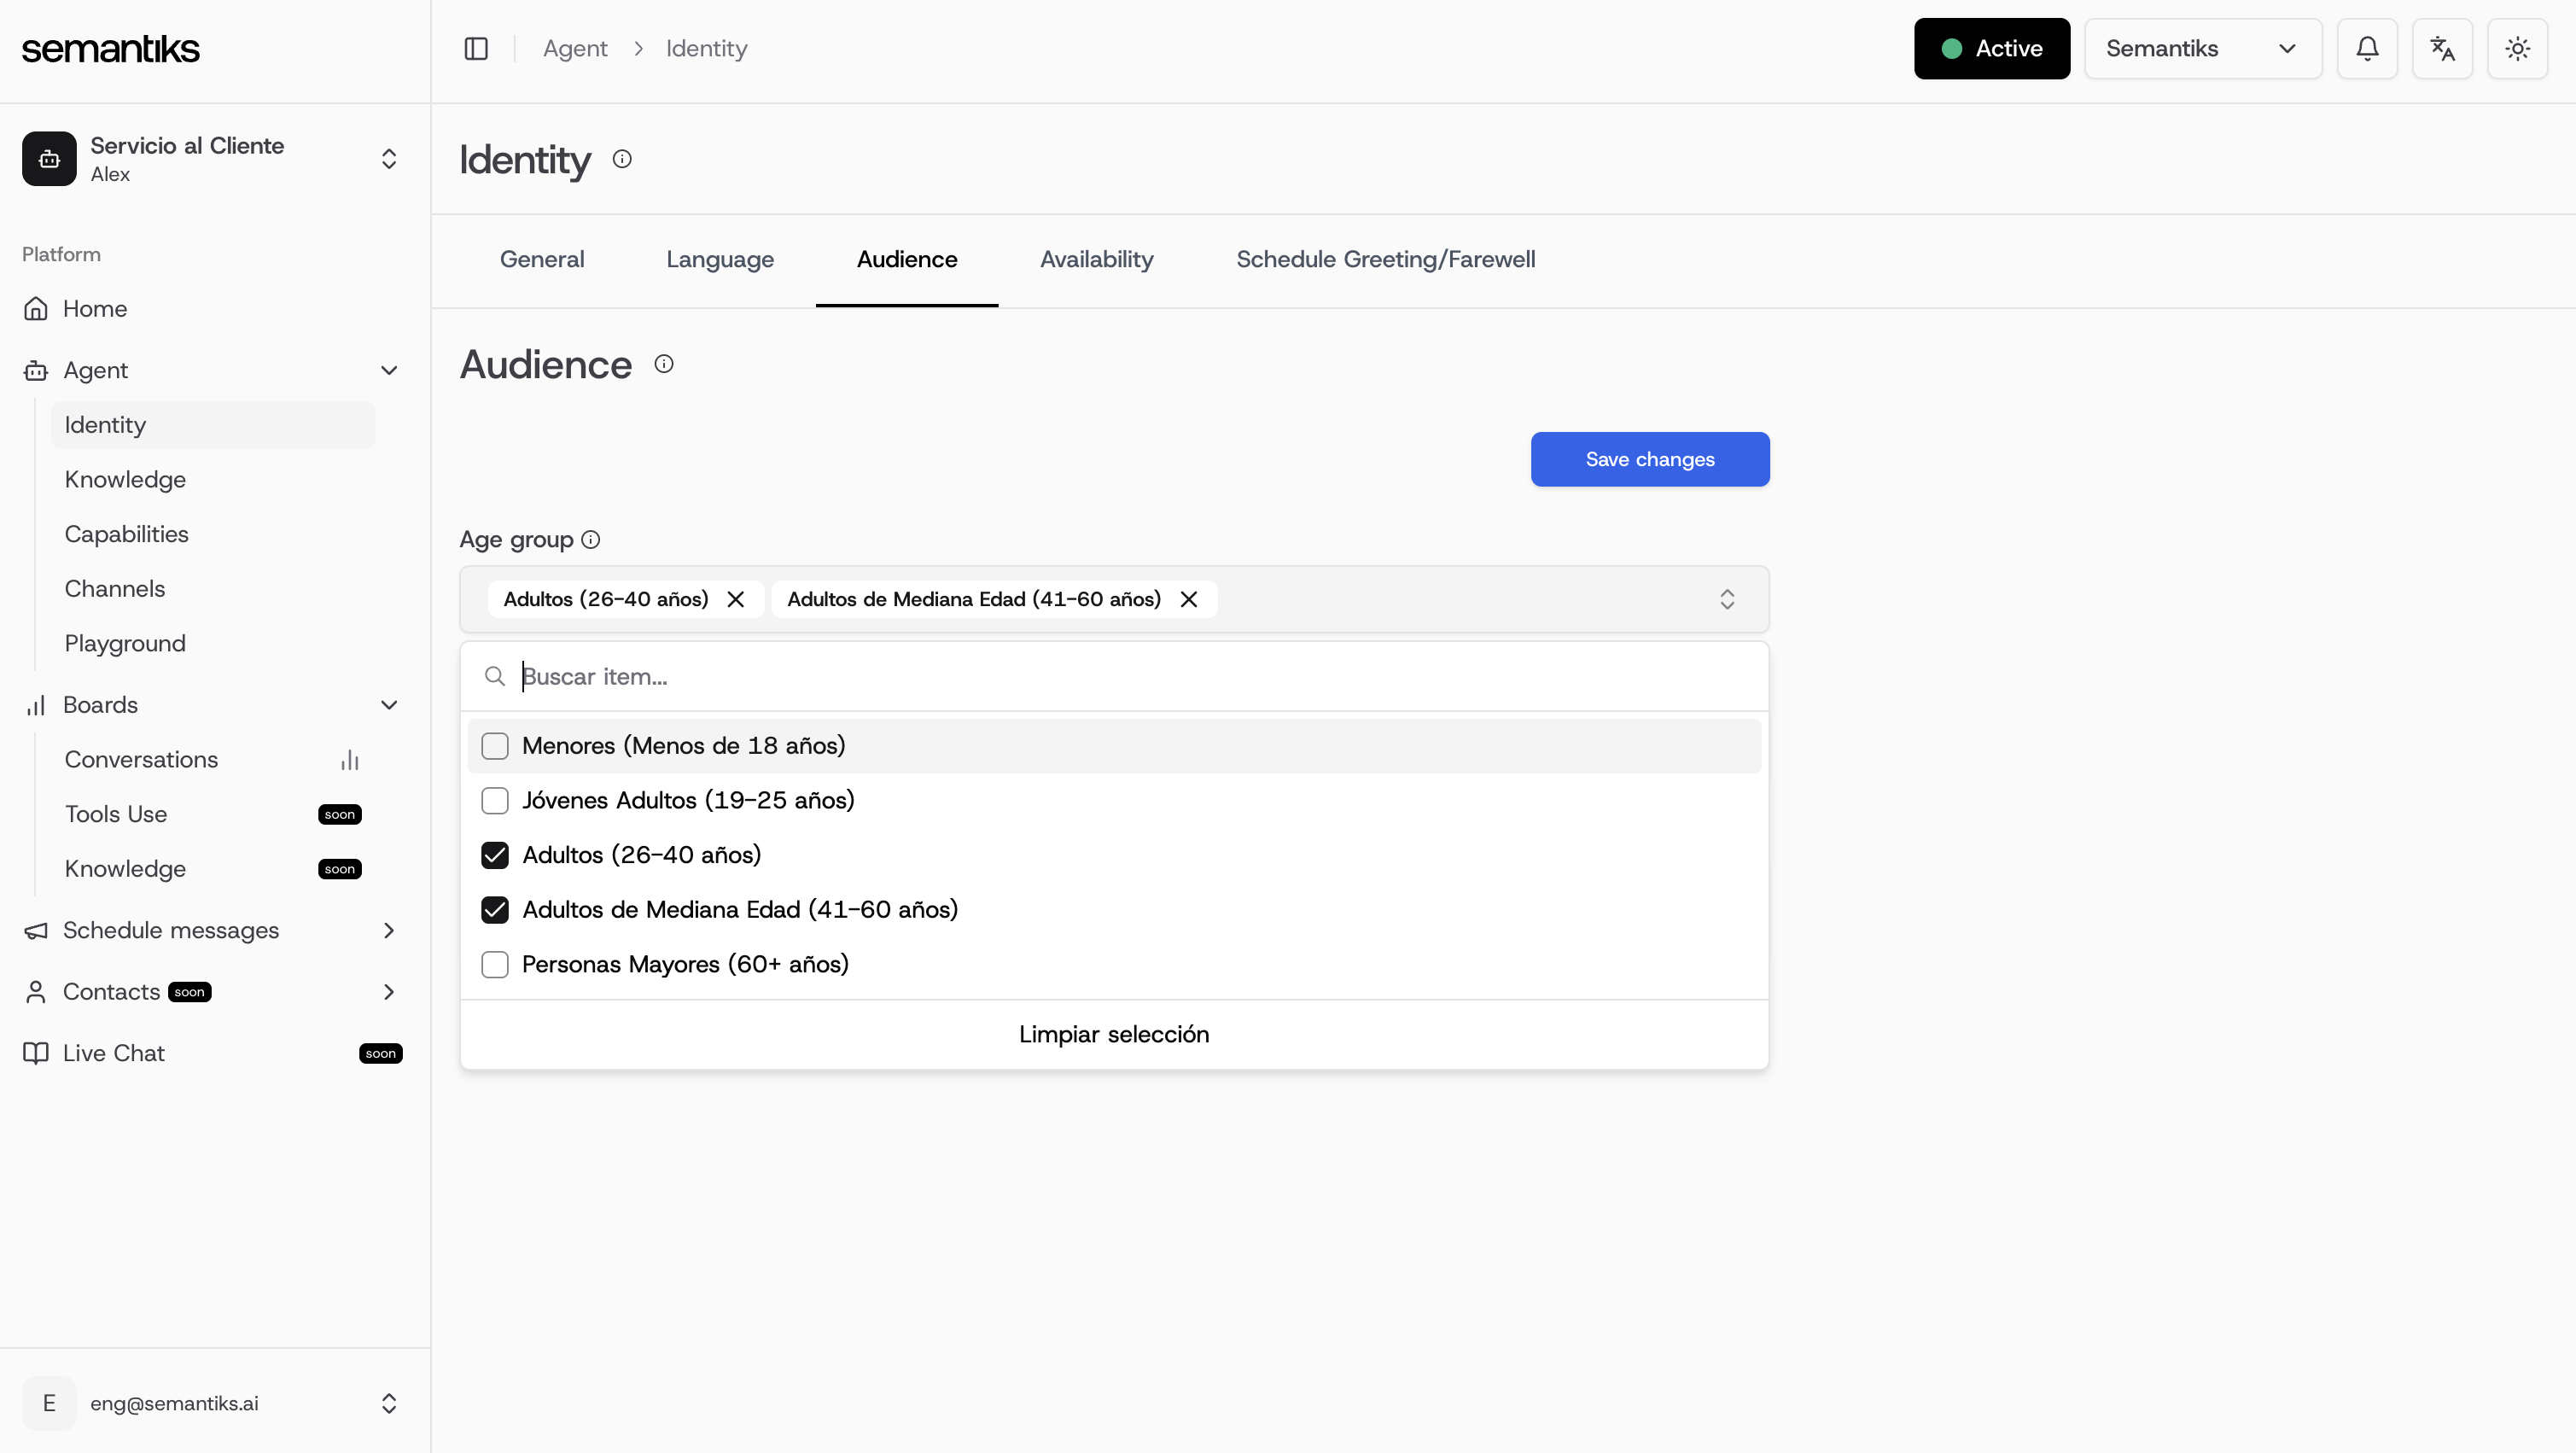 semantiks
Agent
Identity
Active
Semantiks
Servicio al Cliente
Alex
Platform
Home
Agent
Identity
Knowledge
Capabilities
Channels
Playground
Boards
Conversations
Tools Use soon
Knowledge soon
Schedule messages
Contacts soon
Live Chat soon
E eng@semantiks.ai
Identity
General Language Audience Availability Schedule Greeting/Farewell
Audience
Save changes
Age group
Adultos (26-40 años) Adultos de Mediana Edad (41-60 años)
Buscar item...
Menores (Menos de 18 años)
Jóvenes Adultos (19-25 años)
Adultos (26-40 años)
Adultos de Mediana Edad (41-60 años)
Personas Mayores (60+ años)
Limpiar selección